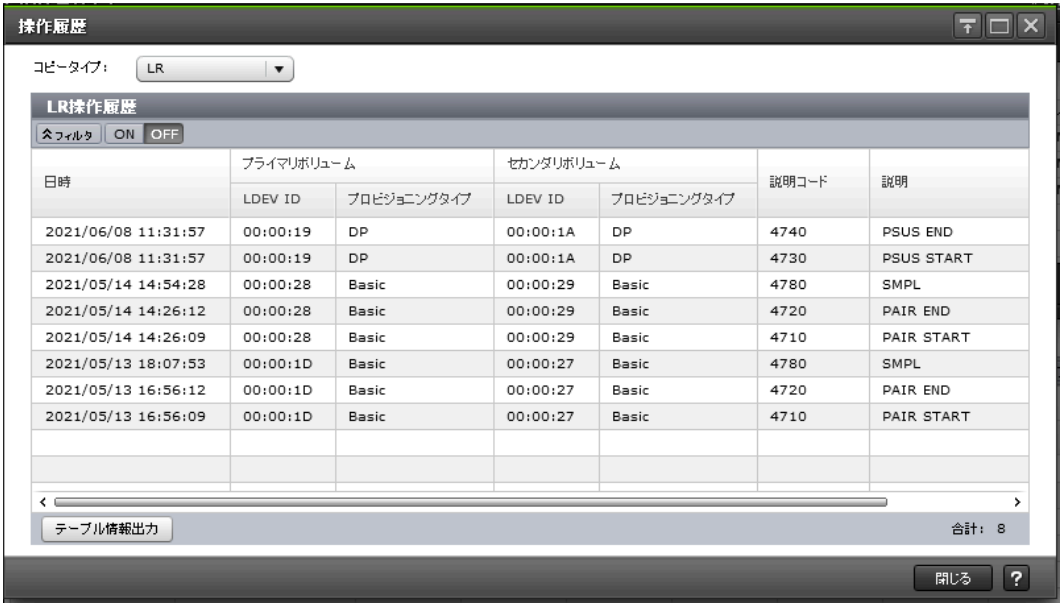 操作履歴
コピータイプ: LR
LR操作履歴
フィルタ ON OFF
日時 プライマリボリューム セカンダリボリューム 説明コード 説明
LDEV ID プロビジョニングタイプ LDEV ID プロビジョニングタイプ
2021/06/08 11:31:57 00:00:19 DP 00:00:1A DP 4740 PSUS END
2021/06/08 11:31:57 00:00:19 DP 00:00:1A DP 4730 PSUS START
2021/05/14 14:54:28 00:00:28 Basic 00:00:29 Basic 4780 SMPL
2021/05/14 14:26:12 00:00:28 Basic 00:00:29 Basic 4720 PAIR END
2021/05/14 14:26:09 00:00:28 Basic 00:00:29 Basic 4710 PAIR START
2021/05/13 18:07:53 00:00:1D Basic 00:00:27 Basic 4780 SMPL
2021/05/13 16:56:12 00:00:1D Basic 00:00:27 Basic 4720 PAIR END
2021/05/13 16:56:09 00:00:1D Basic 00:00:27 Basic 4710 PAIR START
テーブル情報出力 合計: 8
閉じる ?